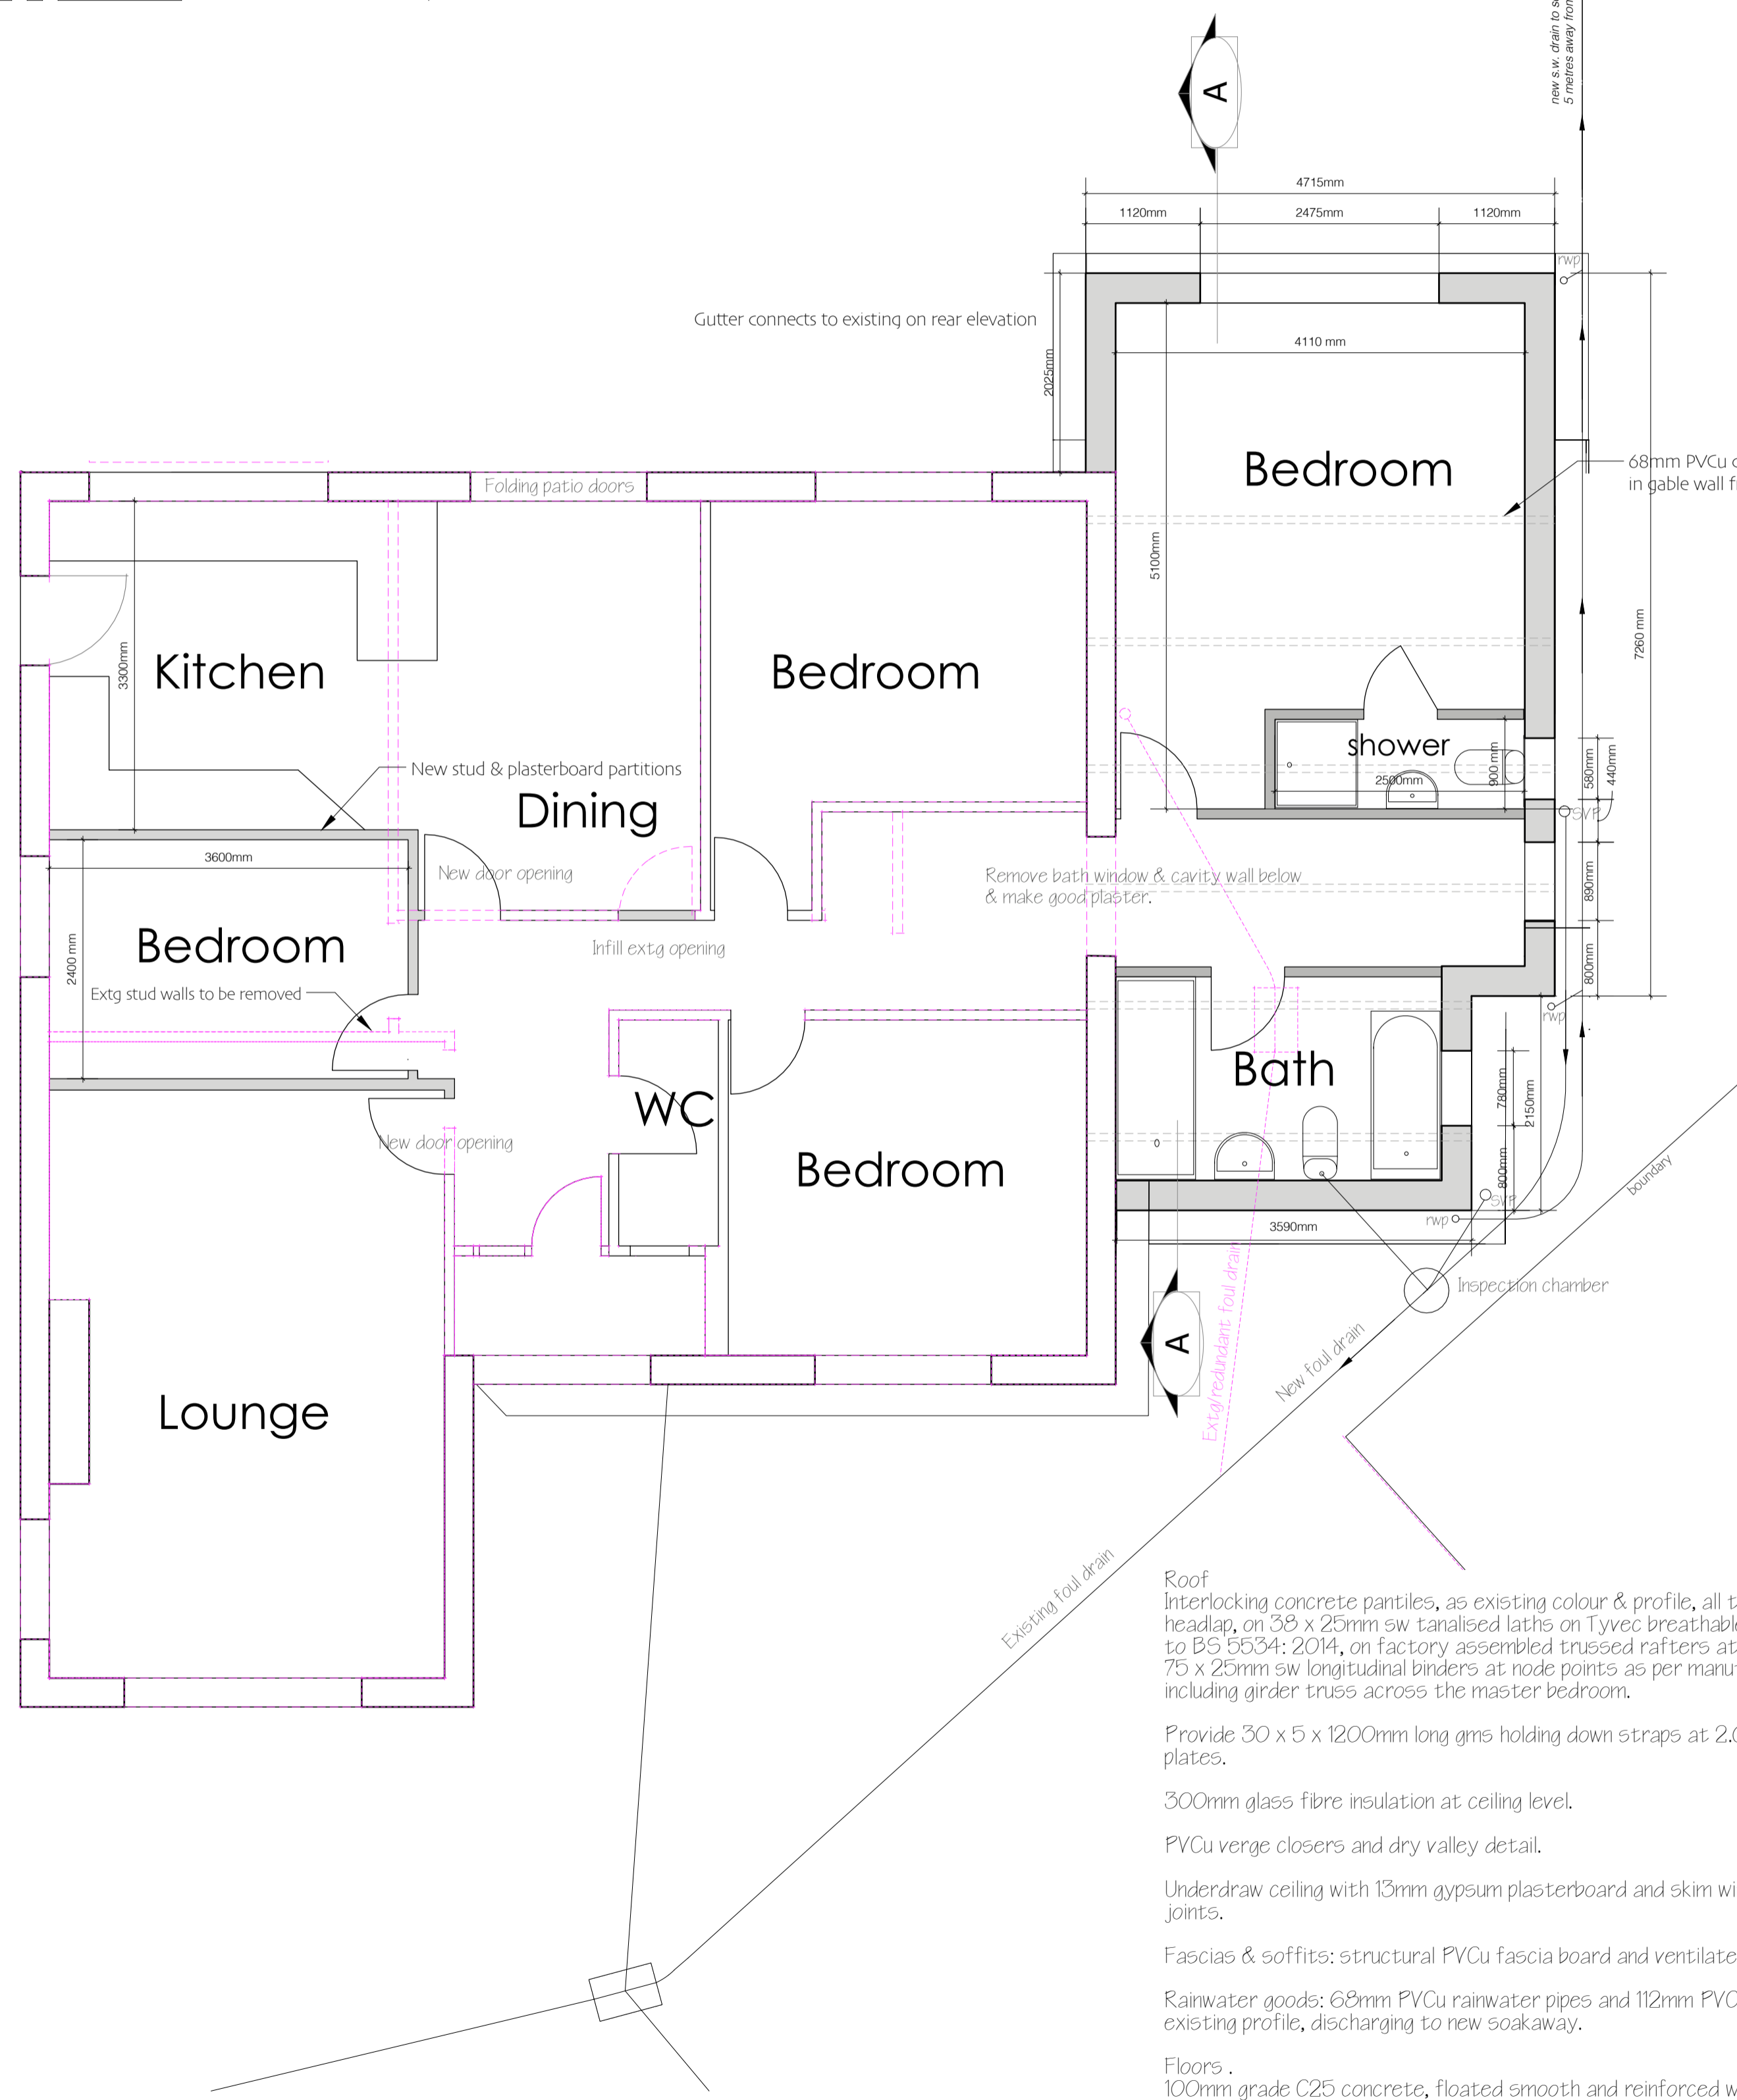 new s.w. drain to
5 metres away from
A
4715mm
1120mm
2475mm
1120mm
rwp
Gutter connects to existing on rear elevation
2025mm
4110 mm
Bedroom
68mm PVCu
in gable wall
Folding patio doors
5100mm
7260 mm
Kitchen
3300mm
Bedroom
shower
2500mm
900 mm
580mm
440mm
SVP
New stud & plasterboard partitions
Dining
3600mm
New door opening
Remove bath window & cavity wall below
& make good plaster.
890mm
Bedroom
2400 mm
Infill extg opening
800mm
Extg stud walls to be removed
rwp
Bath
WC
780mm
2150mm
New door opening
Bedroom
800mm
boundary
SVP
rwp
3590mm
Inspection chamber
A
Extg/redundant foul drain
New foul drain
Lounge
Existing foul drain
Roof
Interlocking concrete pantiles, as existing colour & profile, all
headlap, on 38 x 25mm sw tanalised laths on Tyvec breathable
to BS 5534: 2014, on factory assembled trussed rafters at
75 x 25mm sw longitudinal binders at node points as per
including girder truss across the master bedroom.
Provide 30 x 5 x 1200mm long gms holding down straps at
plates.
300mm glass fibre insulation at ceiling level.
PVCu verge closers and dry valley detail.
Underdraw ceiling with 13mm gypsum plasterboard and skim
joints.
Fascias & soffits: structural PVCu fascia board and
Rainwater goods: 68mm PVCu rainwater pipes and 112mm
existing profile, discharging to new soakaway.
Floors .
100mm grade C25 concrete, floated smooth and reinforced